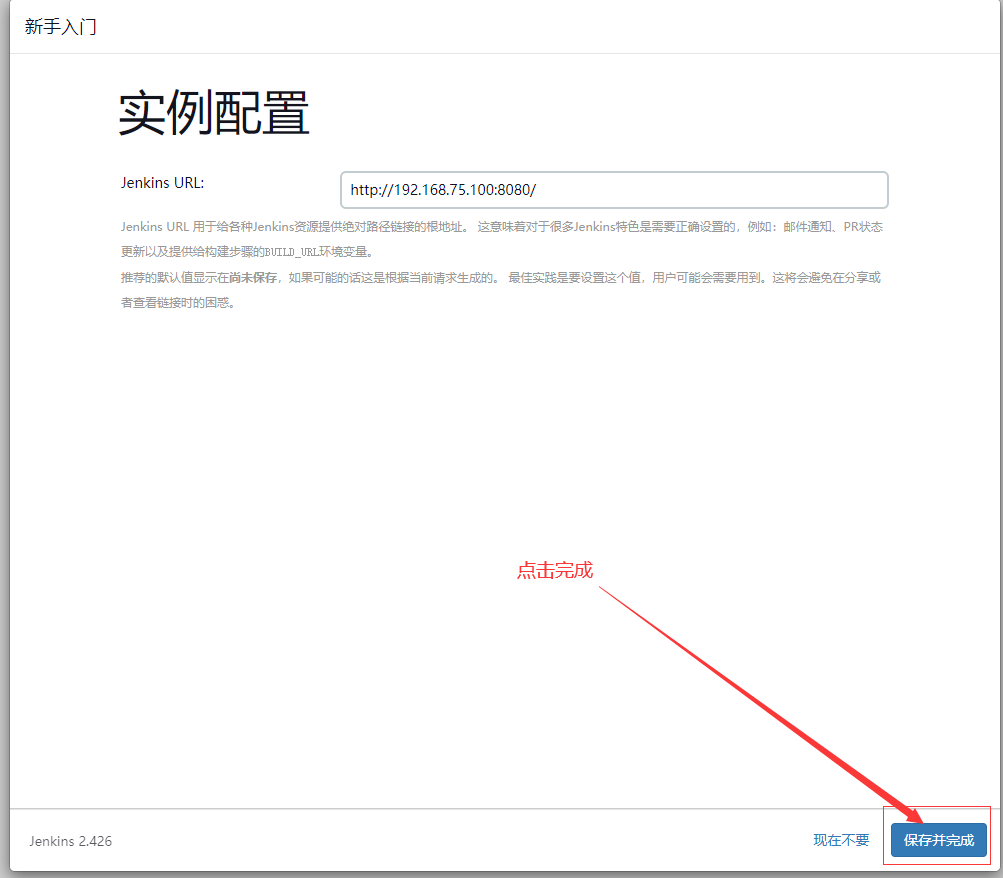 新手入门
实例配置
Jenkins URL:
http://192.168.75.100:8080/
Jenkins URL 用于给各种Jenkins资源提供绝对路径链接的根地址。 这意味着对于很多Jenkins特色是需要正确设置的，例如：邮件通知、PR状态
更新以及提供给构建步骤的BUILD_URL环境变量。
推荐的默认值显示在尚未保存，如果可能的话这是根据当前请求生成的。 最佳实践是要设置这个值，用户可能会需要用到。这将会避免在分享或
者查看链接时的困惑。
点击完成
Jenkins 2.426
现在不要
保存并完成